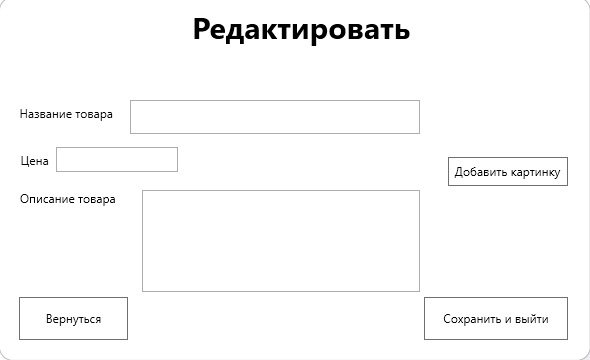 Редактировать
Название товара
Цена
Добавить картинку
Описание товара
Вернуться
Сохранить и выйти